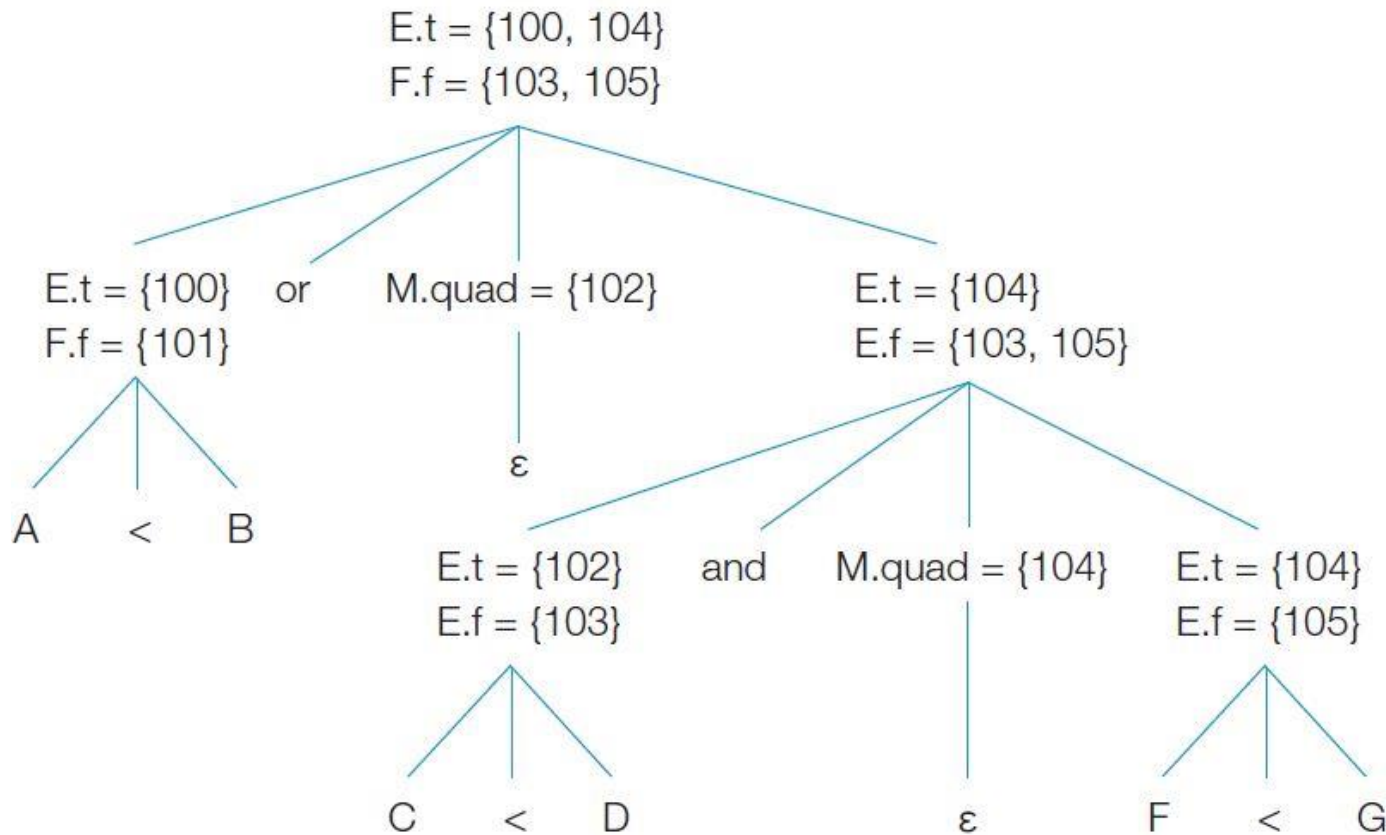 E.t = {100, 104}
F.f = {103, 105}
E.t = {100} or M.quad = {102} E.t = {104}
F.f = {101} E.f = {103, 105}
ε
A < B
E.t = {102} and M.quad = {104} E.t = {104}
E.f = {103} E.f = {105}
C < D ε F < G